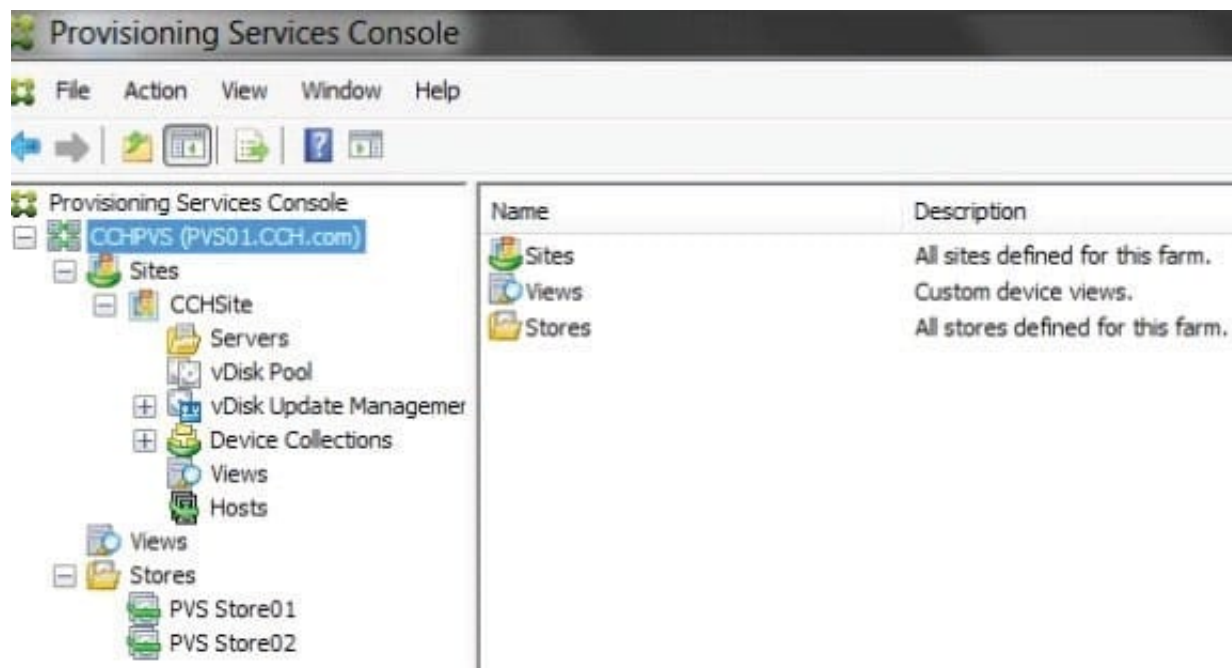 Provisioning Services Console
File Action View Window Help
Provisioning Services Console
CCHPVS (PVS01.CCH.com)
Sites
CCHSite
Servers
vDisk Pool
vDisk Update Managemer
Device Collections
Views
Hosts
Views
Stores
PVS Store01
PVS Store02
Name Description
Sites All sites defined for this farm.
Views Custom device views.
Stores All stores defined for this farm.